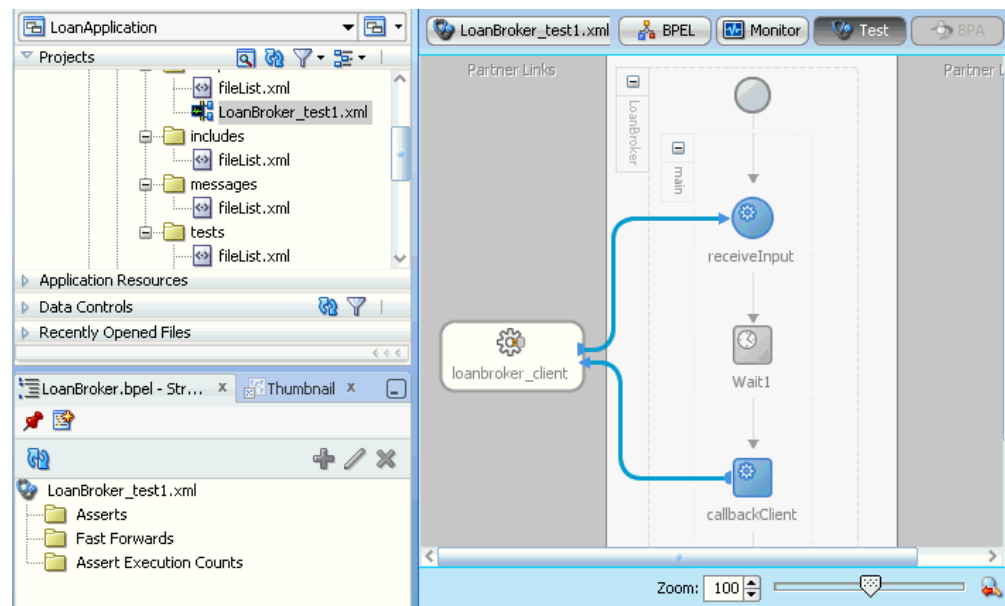 LoanApplication
Projects
fileList.xml
LoanBroker_test1.xml
includes
fileList.xml
messages
fileList.xml
tests
fileList.xml
Application Resources
Data Controls
Recently Opened Files
LoanBroker.bpel - Str...
Thumbnail
LoanBroker_test1.xml
Asserts
Fast Forwards
Assert Execution Counts
LoanBroker_test1.xml
BPEL
Monitor
Test
BPA
Partner Links
Partner L
LoanBroker
main
receiveInput
loanbroker_client
Wait1
callbackClient
Zoom: 100